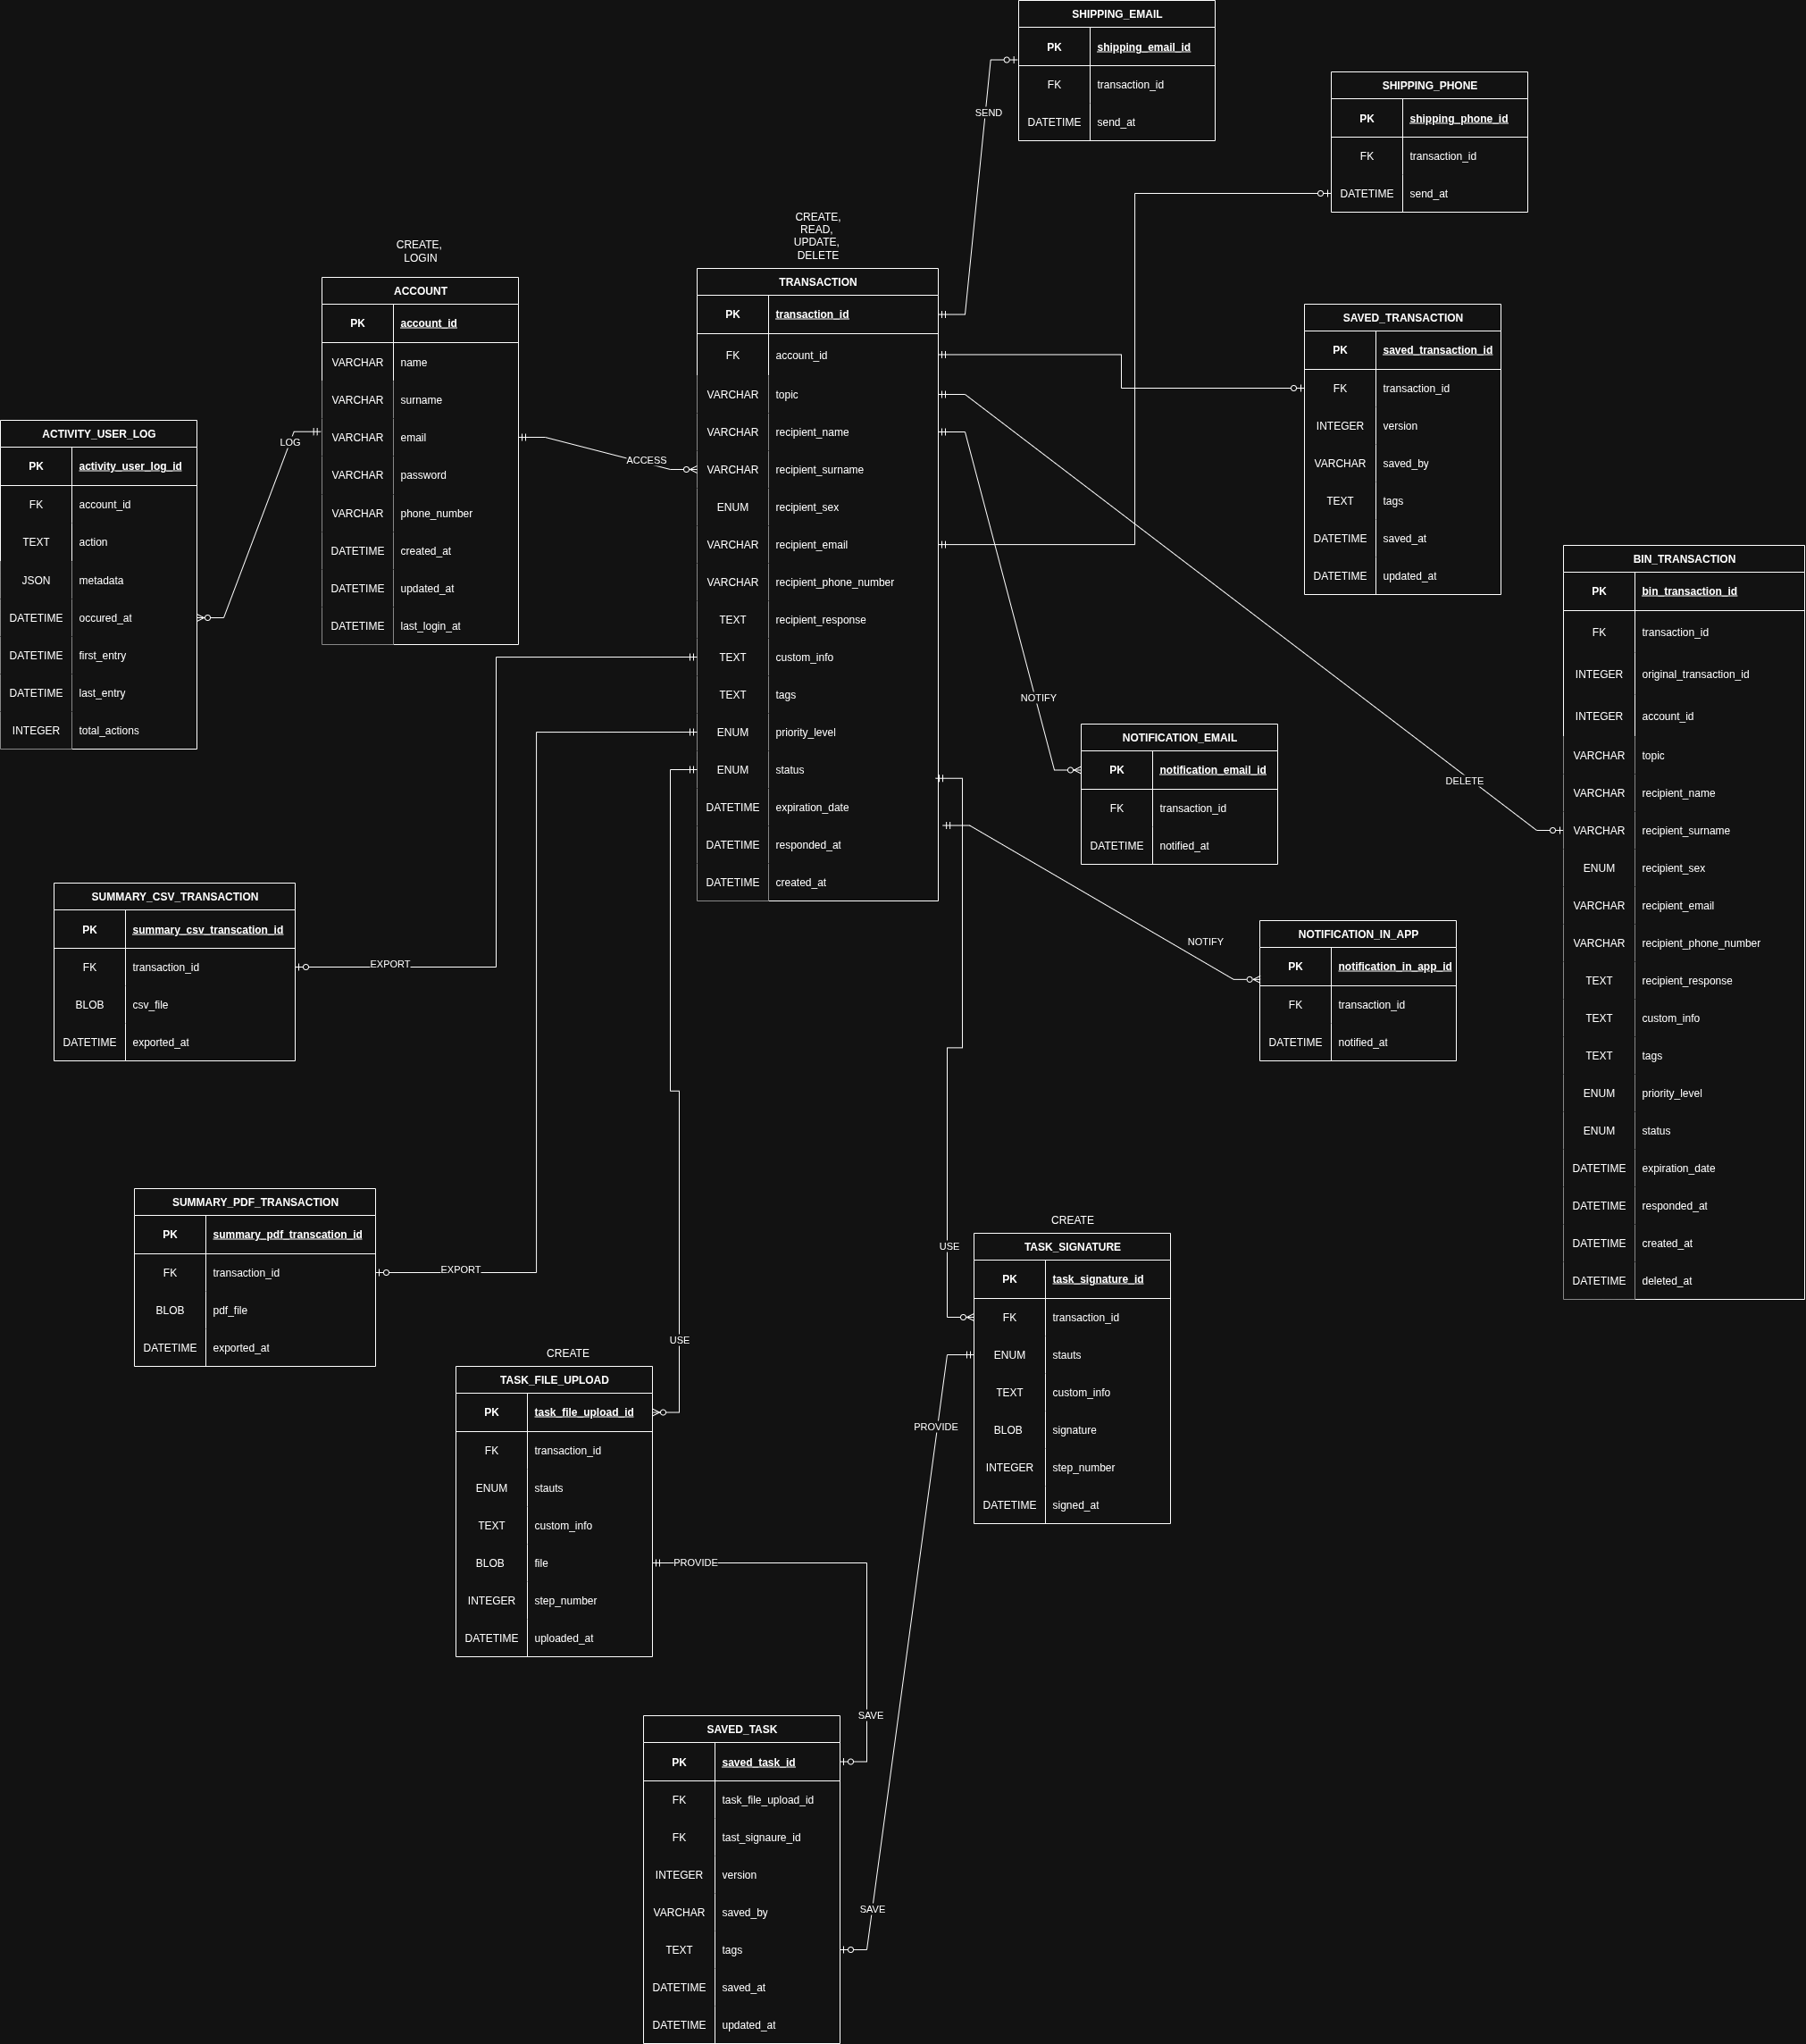 SHIPPING_EMAIL
PK shipping_email_id
FK transaction_id
DATETIME send_at
SEND
SHIPPING_PHONE
PK shipping_phone_id
FK transaction_id
DATETIME send_at
CREATE,
READ,
UPDATE,
DELETE
TRANSACTION
PK transaction_id
FK account_id
VARCHAR topic
VARCHAR recipient_name
VARCHAR recipient_surname
ENUM recipient_sex
VARCHAR recipient_email
VARCHAR recipient_phone_number
TEXT recipient_response
TEXT custom_info
TEXT tags
ENUM priority_level
ENUM status
DATETIME expiration_date
DATETIME responded_at
DATETIME created_at
CREATE,
LOGIN
ACCOUNT
PK account_id
VARCHAR name
VARCHAR surname
VARCHAR email
VARCHAR password
VARCHAR phone_number
DATETIME created_at
DATETIME updated_at
DATETIME last_login_at
ACCESS
LOG
ACTIVITY_USER_LOG
PK activity_user_log_id
FK account_id
TEXT action
JSON metadata
DATETIME occured_at
DATETIME first_entry
DATETIME last_entry
INTEGER total_actions
SAVED_TRANSACTION
PK saved_transaction_id
FK transaction_id
INTEGER version
VARCHAR saved_by
TEXT tags
DATETIME saved_at
DATETIME updated_at
BIN_TRANSACTION
PK bin_transaction_id
FK transaction_id
INTEGER original_transaction_id
INTEGER account_id
VARCHAR topic
VARCHAR recipient_name
VARCHAR recipient_surname
ENUM recipient_sex
VARCHAR recipient_email
VARCHAR recipient_phone_number
TEXT recipient_response
TEXT custom_info
TEXT tags
ENUM priority_level
ENUM status
DATETIME expiration_date
DATETIME responded_at
DATETIME created_at
DATETIME deleted_at
DELETE
NOTIFY
NOTIFICATION_EMAIL
PK notification_email_id
FK transaction_id
DATETIME notified_at
NOTIFY
NOTIFICATION_IN_APP
PK notification_in_app_id
FK transaction_id
DATETIME notified_at
SUMMARY_CSV_TRANSACTION
PK summary_csv_transcation_id
FK transaction_id
BLOB csv_file
DATETIME exported_at
EXPORT
SUMMARY_PDF_TRANSACTION
PK summary_pdf_transcation_id
FK transaction_id
BLOB pdf_file
DATETIME exported_at
EXPORT
USE
CREATE
TASK_SIGNATURE
PK task_signature_id
FK transaction_id
ENUM stauts
TEXT custom_info
BLOB signature
INTEGER step_number
DATETIME signed_at
USE
CREATE
TASK_FILE_UPLOAD
PK task_file_upload_id
FK transaction_id
ENUM stauts
TEXT custom_info
BLOB file
INTEGER step_number
DATETIME uploaded_at
PROVIDE
PROVIDE
SAVE
SAVE
SAVED_TASK
PK saved_task_id
FK task_file_upload_id
FK tast_signaure_id
INTEGER version
VARCHAR saved_by
TEXT tags
DATETIME saved_at
DATETIME updated_at